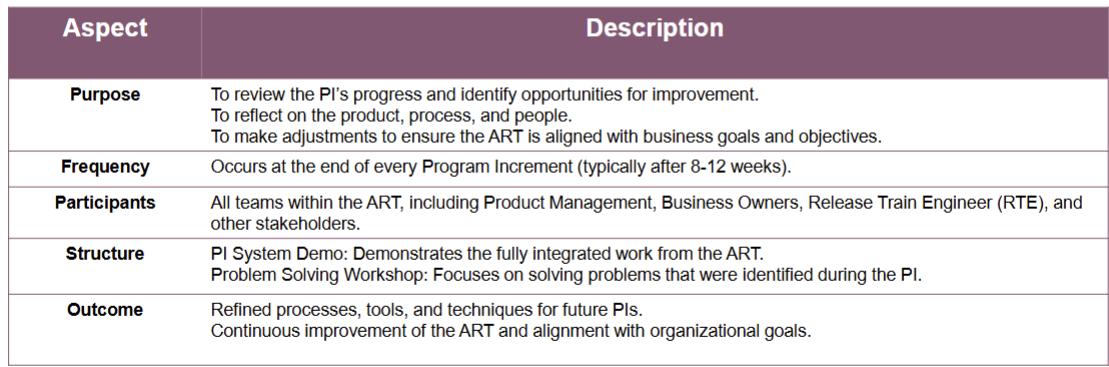 Aspect Description
Purpose To review the PI’s progress and identify opportunities for improvement.
To reflect on the product, process, and people.
To make adjustments to ensure the ART is aligned with business goals and objectives.
Frequency Occurs at the end of every Program Increment (typically after 8-12 weeks).
Participants All teams within the ART, including Product Management, Business Owners, Release Train Engineer (RTE), and
other stakeholders.
Structure PI System Demo: Demonstrates the fully integrated work from the ART.
Problem Solving Workshop: Focuses on solving problems that were identified during the PI.
Outcome Refined processes, tools, and techniques for future PIs.
Continuous improvement of the ART and alignment with organizational goals.